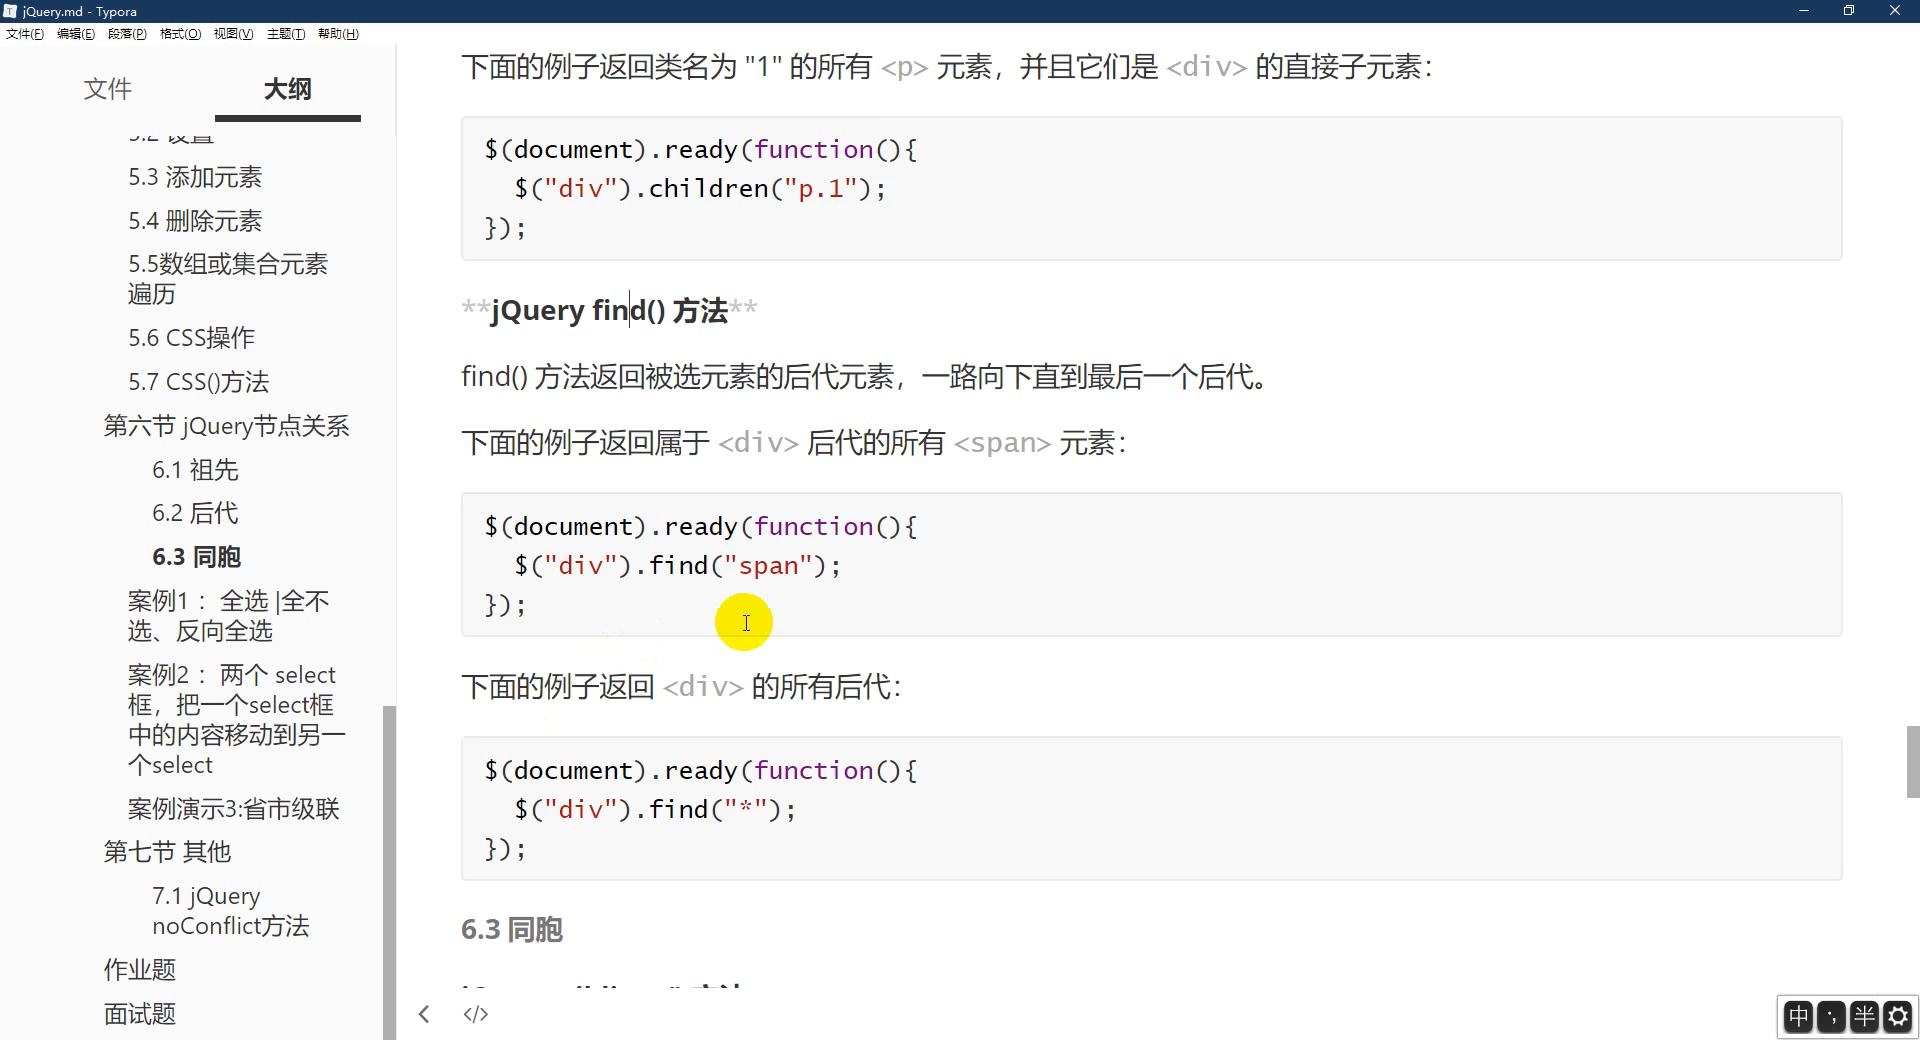 jQuery.md - Typora
文件(F) 编辑(E) 段落(P) 格式(O) 视图(V) 主题(T) 帮助(H)
文件 大纲
5.2 设置
5.3 添加元素
5.4 删除元素
5.5数组或集合元素
遍历
5.6 CSS操作
5.7 CSS()方法
第六节 jQuery节点关系
6.1 祖先
6.2 后代
6.3 同胞
案例1 ：全选 |全不
选、反向全选
案例2 ：两个 select
框，把一个select框
中的内容移动到另一
个select
案例演示3:省市级联
第七节 其他
7.1 jQuery
noConflict方法
作业题
面试题
下面的例子返回类名为 "1" 的所有 <p> 元素，并且它们是 <div> 的直接子元素：
$(document).ready(function(){
  $("div").children("p.1");
});
**jQuery find() 方法**
find() 方法返回被选元素的后代元素，一路向下直到最后一个后代。
下面的例子返回属于 <div> 后代的所有 <span> 元素：
$(document).ready(function(){
  $("div").find("span");
});
下面的例子返回 <div> 的所有后代：
$(document).ready(function(){
  $("div").find("*");
});
6.3 同胞
</>
中 ·, 半